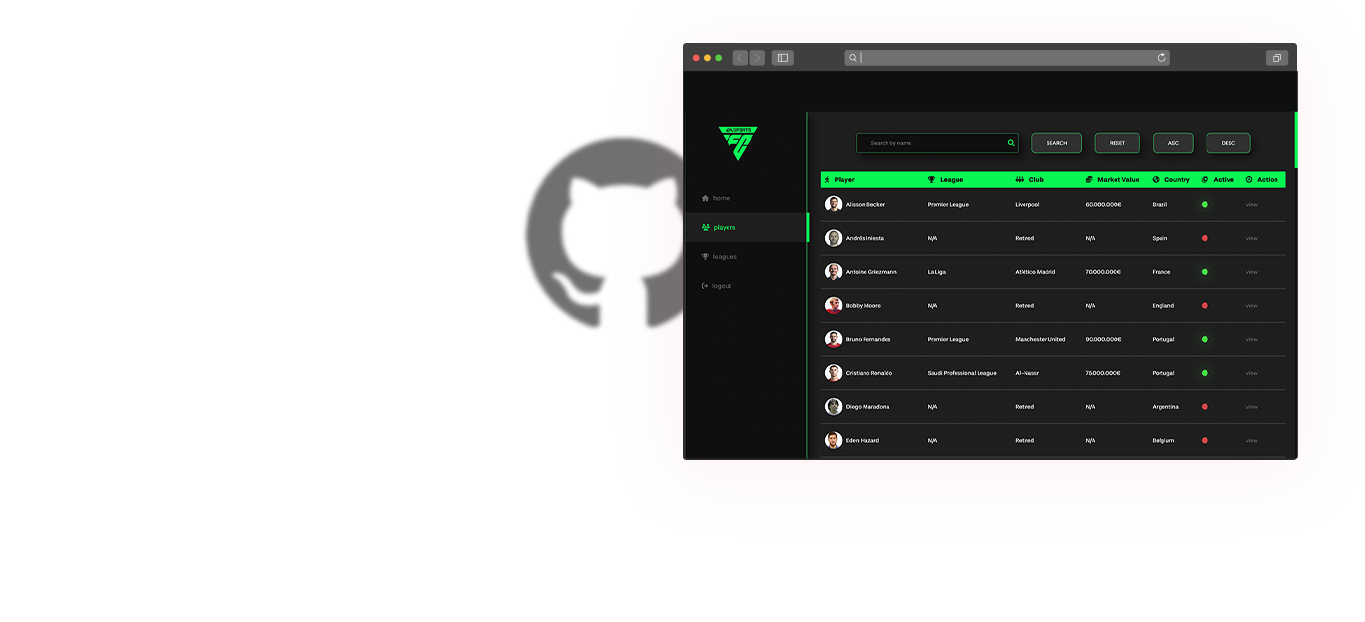 EA SPORTS
FC
Search by name
SEARCH RESET ASC DESC
home
players
leagues
logout
Player League Club Market Value Country Active Action
Alisson Becker Premier League Liverpool 60.000.000€ Brazil view
Andrés Iniesta N/A Retired N/A Spain view
Antoine Griezmann La Liga Atlético Madrid 70.000.000€ France view
Bobby Moore N/A Retired N/A England view
Bruno Fernandes Premier League Manchester United 90.000.000€ Portugal view
Cristiano Ronaldo Saudi Professional League Al-Nassr 75.000.000€ Portugal view
Diego Maradona N/A Retired N/A Argentina view
Eden Hazard N/A Retired N/A Belgium view